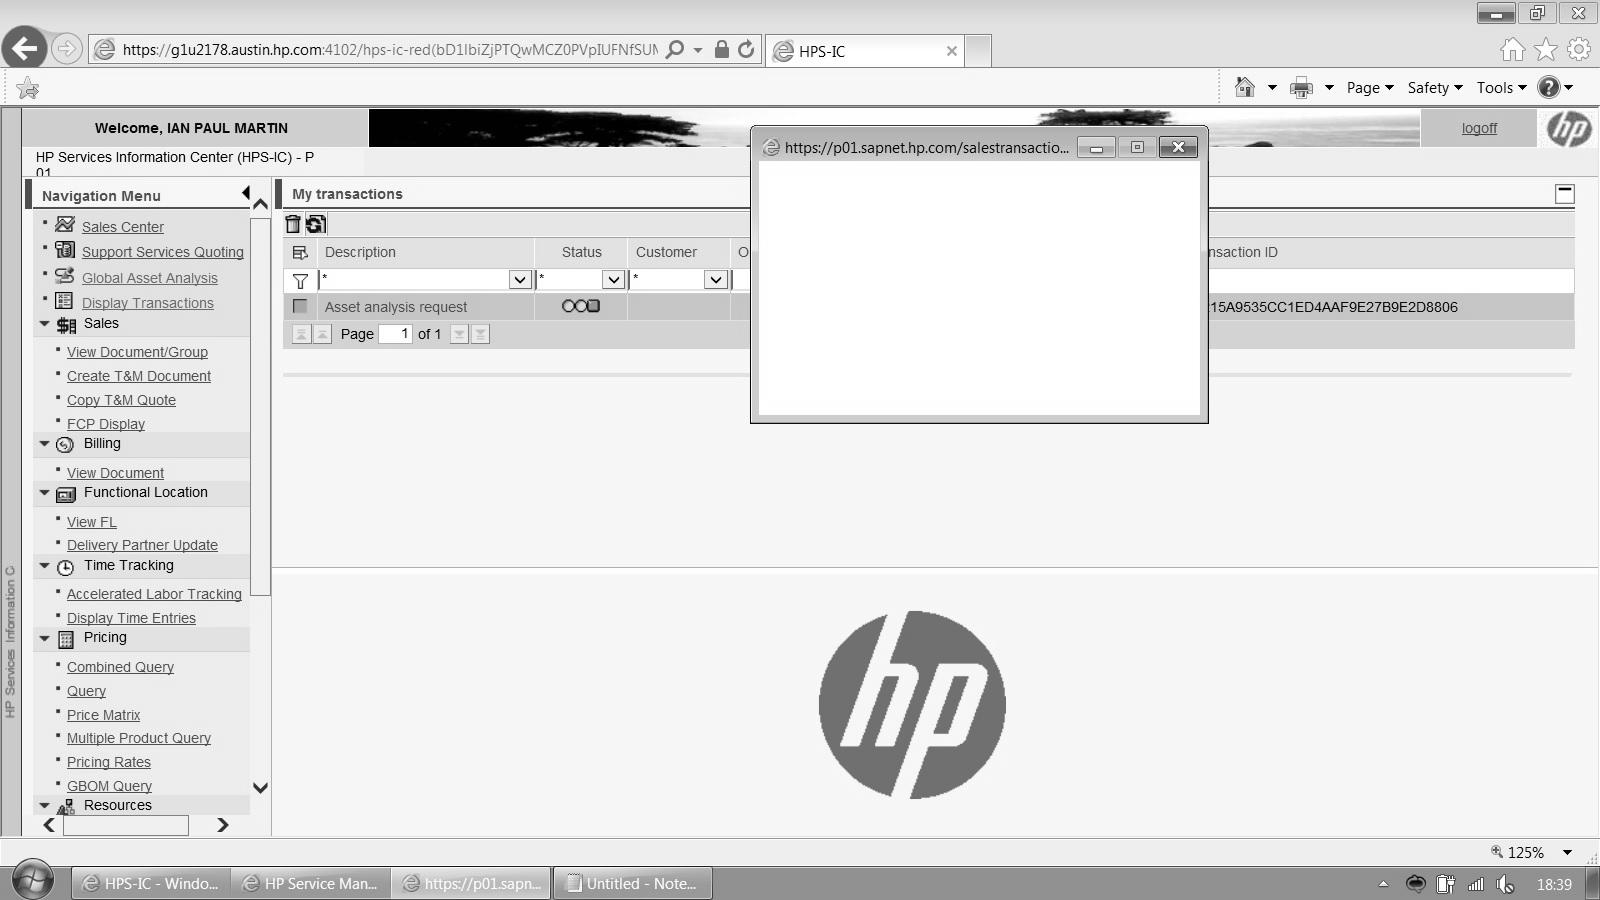 https://g1u2178.austin.hp.com:4102/hps-ic-red(bD1lbiZjPTQwMCZ0PVpIUFNfSUM
HPS-IC
Page
Safety
Tools
Welcome, IAN PAUL MARTIN
logoff
hp
HP Services Information Center (HPS-IC) - P
01
https://p01.sapnet.hp.com/salestransactio...
Navigation Menu
Sales Center
Support Services Quoting
Global Asset Analysis
Display Transactions
Sales
View Document/Group
Create T&M Document
Copy T&M Quote
FCP Display
Billing
View Document
Functional Location
View FL
Delivery Partner Update
Time Tracking
Accelerated Labor Tracking
Display Time Entries
Pricing
Combined Query
Query
Price Matrix
Multiple Product Query
Pricing Rates
GBOM Query
Resources
HP Services Information C
My transactions
Description Status Customer O nsaction ID
* * *
Asset analysis request 15A9535CC1ED4AAF9E27B9E2D8806
Page 1 of 1
hp
125%
HPS-IC - Windo...
HP Service Man...
https://p01.sapn...
Untitled - Note...
18:39